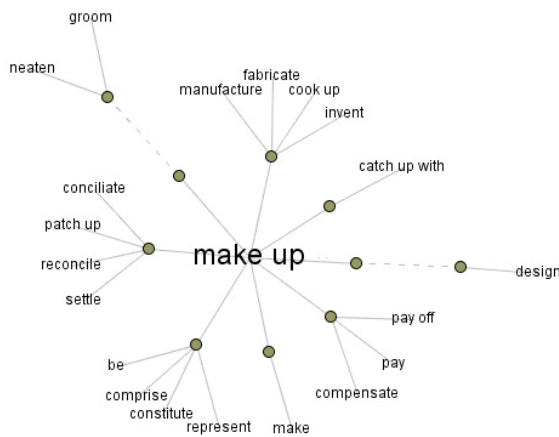 groom
neaten
fabricate
manufacture
cook up
invent
catch up with
conciliate
patch up
make up
reconcile
design
settle
pay off
be
pay
comprise
compensate
constitute
represent
make